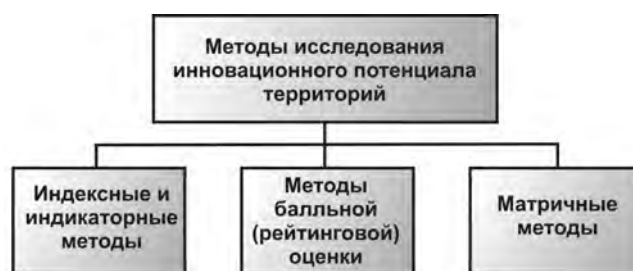 Методы исследования
инновационного потенциала
территорий
Индексные и
индикаторные
методы
Методы
балльной
(рейтинговой)
оценки
Матричные
методы